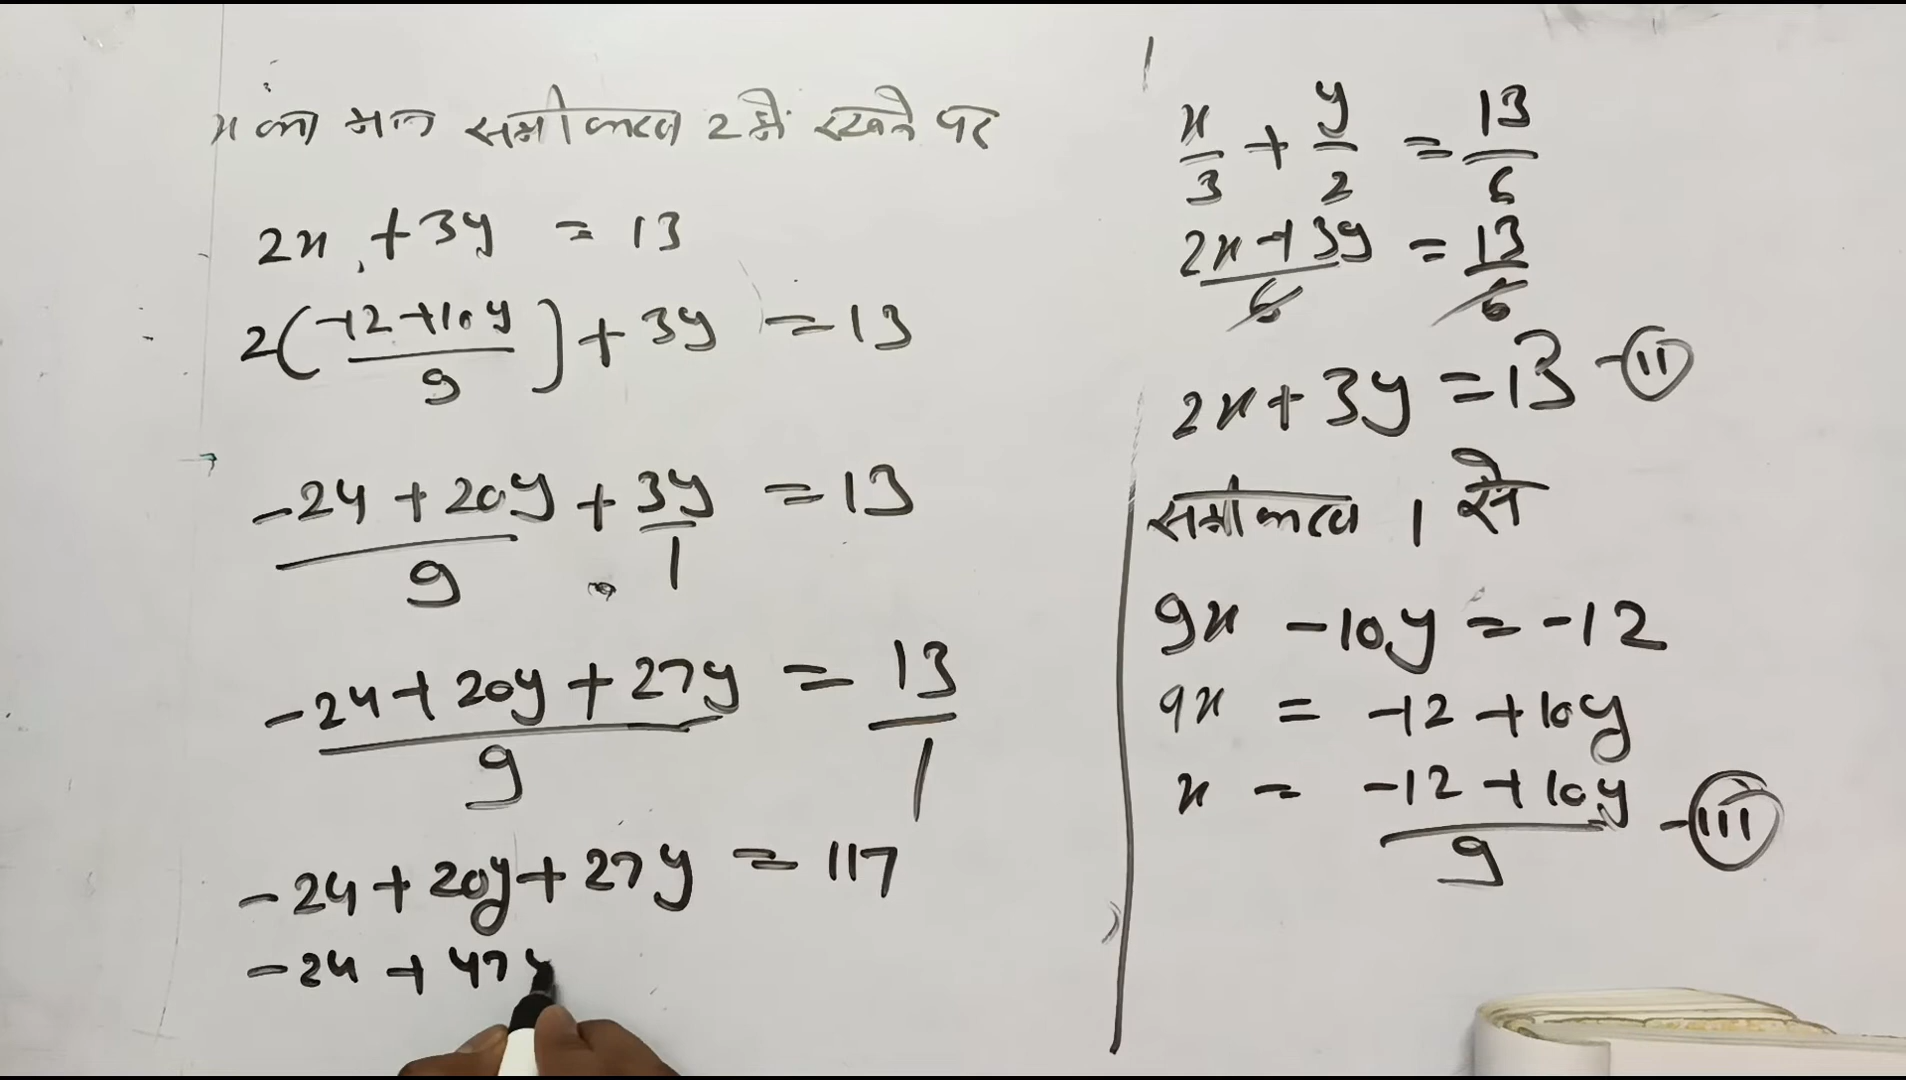 x का मान समीकरण 2 में रखने पर
2x + 3y = 13
2(-12+10y/9) + 3y = 13
-24+20y/9 + 3y/1 = 13
-24+20y+27y/9 = 13/1
-24+20y+27y = 117
-24+47y
x/3 + y/2 = 13/6
2x+3y/6 = 13/6
2x+3y=13 -(II)
समीकरण 1 से
9x -10y = -12
9x = -12+10y
x = -12+10y/9 -(III)